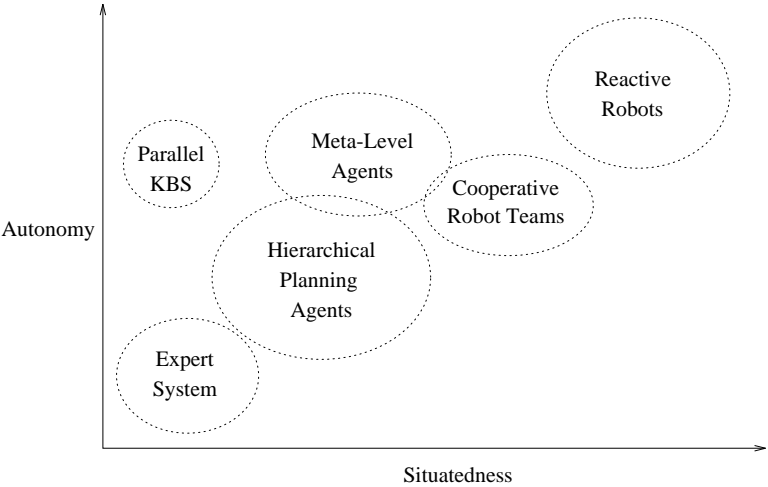 Reactive
Robots
Meta-Level
Agents
Parallel
KBS
Cooperative
Robot Teams
Autonomy
Hierarchical
Planning
Agents
Expert
System
Situatedness